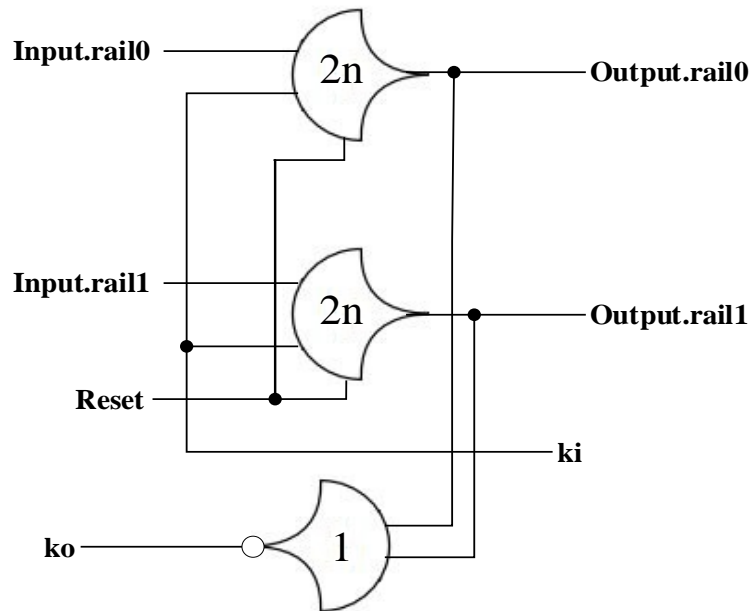 Input.rail0
2n
Output.rail0
Input.rail1
2n
Output.rail1
Reset
ki
ko
1